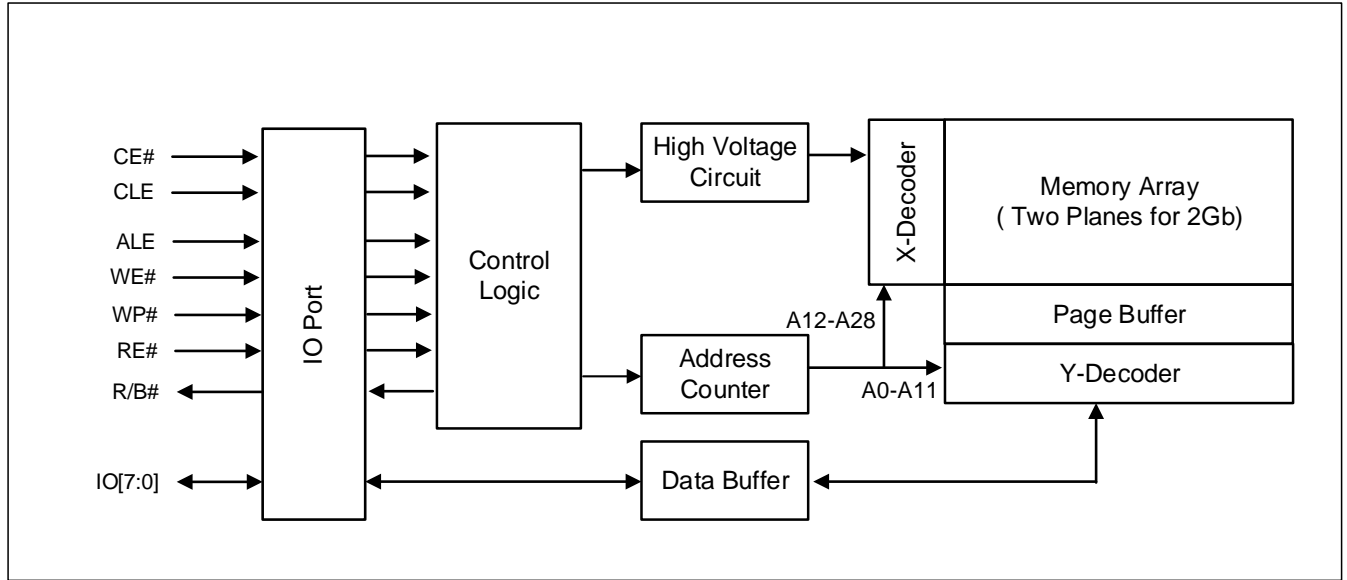 CE#
CLE
ALE
WE#
WP#
RE#
R/B#
IO[7:0]
IO Port
Control
Logic
High Voltage
Circuit
Address
Counter
Data Buffer
A12-A28
A0-A11
X-Decoder
Memory Array
( Two Planes for 2Gb)
Page Buffer
Y-Decoder